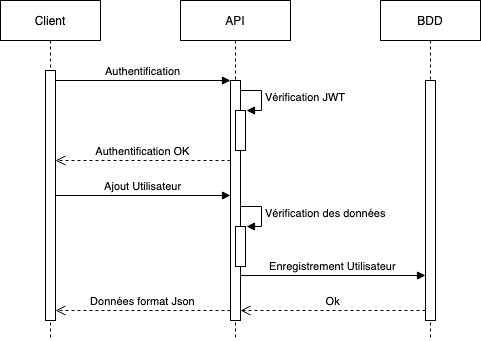 Client
API
BDD
Authentification
Vérification JWT
Authentification OK
Ajout Utilisateur
Vérification des données
Enregistrement Utilisateur
Données format Json
Ok